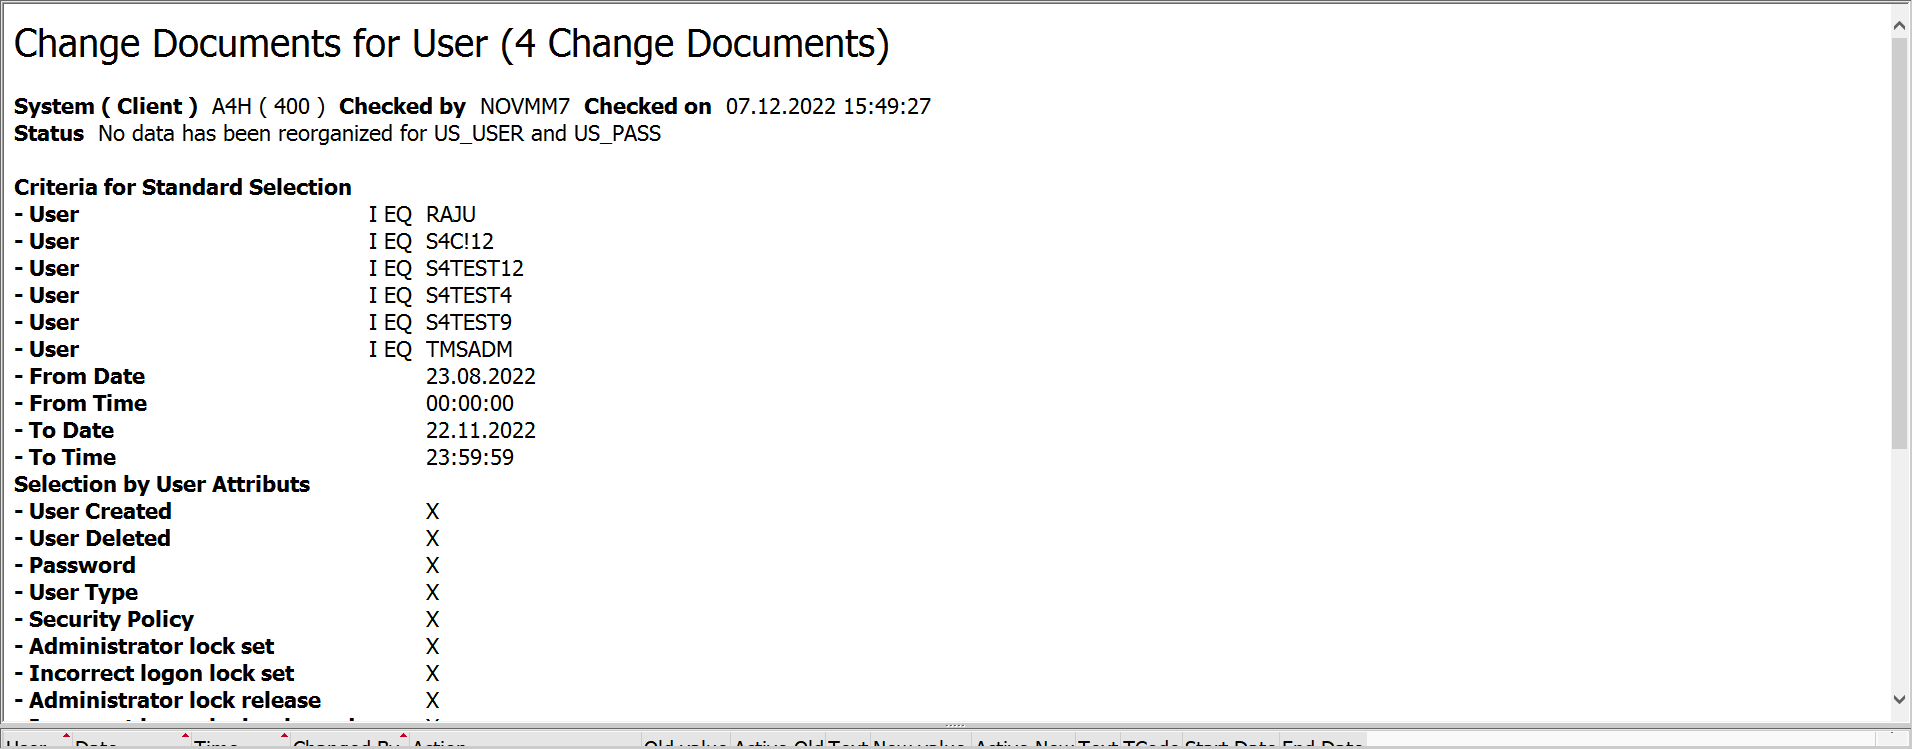 Change Documents for User (4 Change Documents)
System ( Client ) A4H ( 400 ) Checked by NOVMM7 Checked on 07.12.2022 15:49:27
Status No data has been reorganized for US_USER and US_PASS
Criteria for Standard Selection
- User I EQ RAJU
- User I EQ S4C!12
- User I EQ S4TEST12
- User I EQ S4TEST4
- User I EQ S4TEST9
- User I EQ TMSADM
- From Date 23.08.2022
- From Time 00:00:00
- To Date 22.11.2022
- To Time 23:59:59
Selection by User Attributs
- User Created X
- User Deleted X
- Password X
- User Type X
- Security Policy X
- Administrator lock set X
- Incorrect logon lock set X
- Administrator lock release X
User Date Time Changed By Action Old value Active Old Text New value Active New Text TCode Start Date End Date